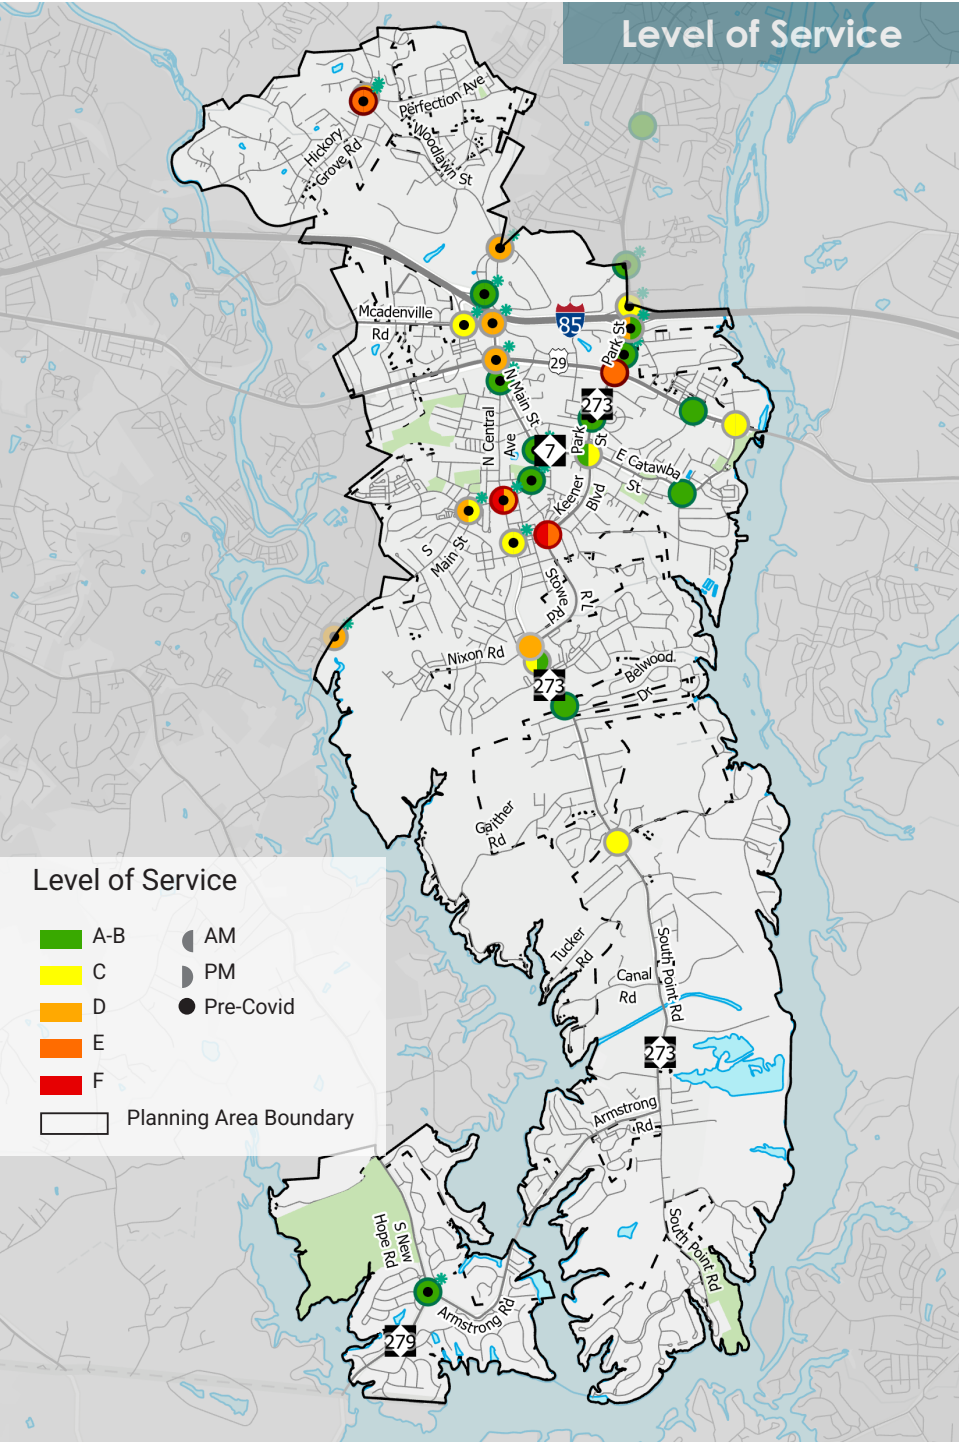 Level of Service
Perfection Ave
Hickory
Grove Rd
Woodlawn St
Mcadenville
Rd
85
Park St
29
N Main St
273
N Central
Ave
7
Park
St
E Catawba
St
Keener
Blvd
S
Main St
Stowe
Rd
R L
Nixon Rd
Belwood
Dr
273
Gaither
Rd
Level of Service
A-B
AM
C
PM
D
Pre-Covid
E
F
Planning Area Boundary
Tucker
Rd
Canal
Rd
South Point Rd
273
Armstrong
Rd
South Point Rd
S New
Hope Rd
Armstrong Rd
279